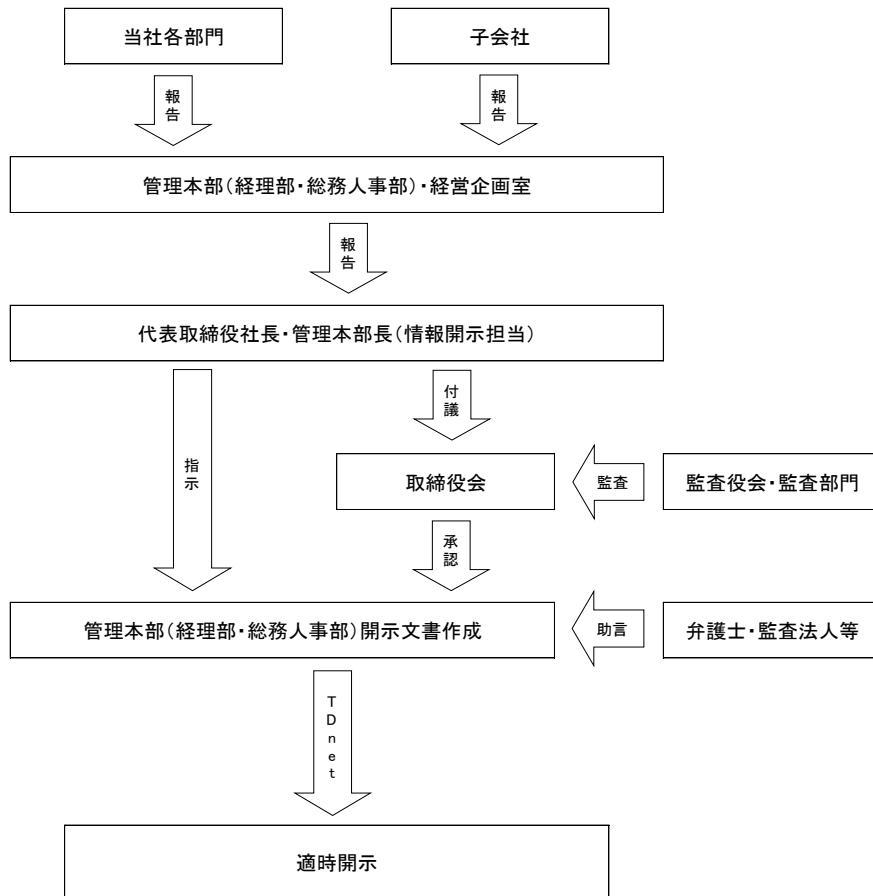 当社各部門
子会社
報告
報告
管理本部(経理部・総務人事部)・経営企画室
報告
代表取締役社長・管理本部長(情報開示担当)
付議
指示
取締役会
監査
監査役会・監査部門
承認
管理本部(経理部・総務人事部)開示文書作成
助言
弁護士・監査法人等
TDnet
適時開示